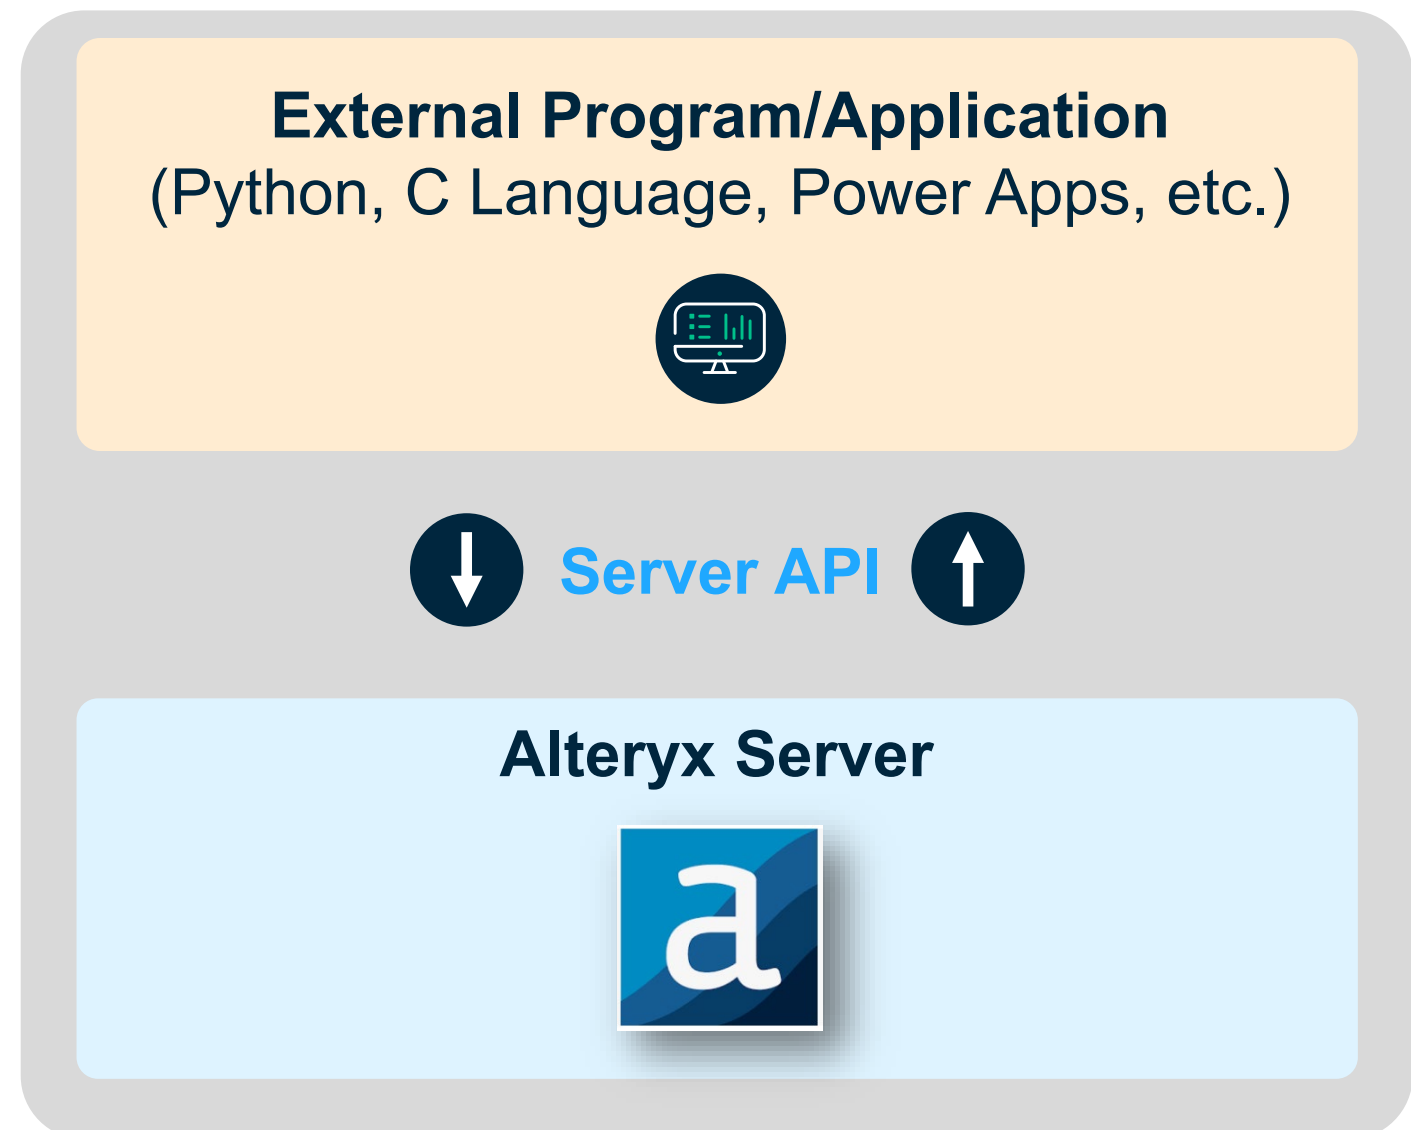 External Program/Application
(Python, C Language, Power Apps, etc.)
Server API
Alteryx Server
a